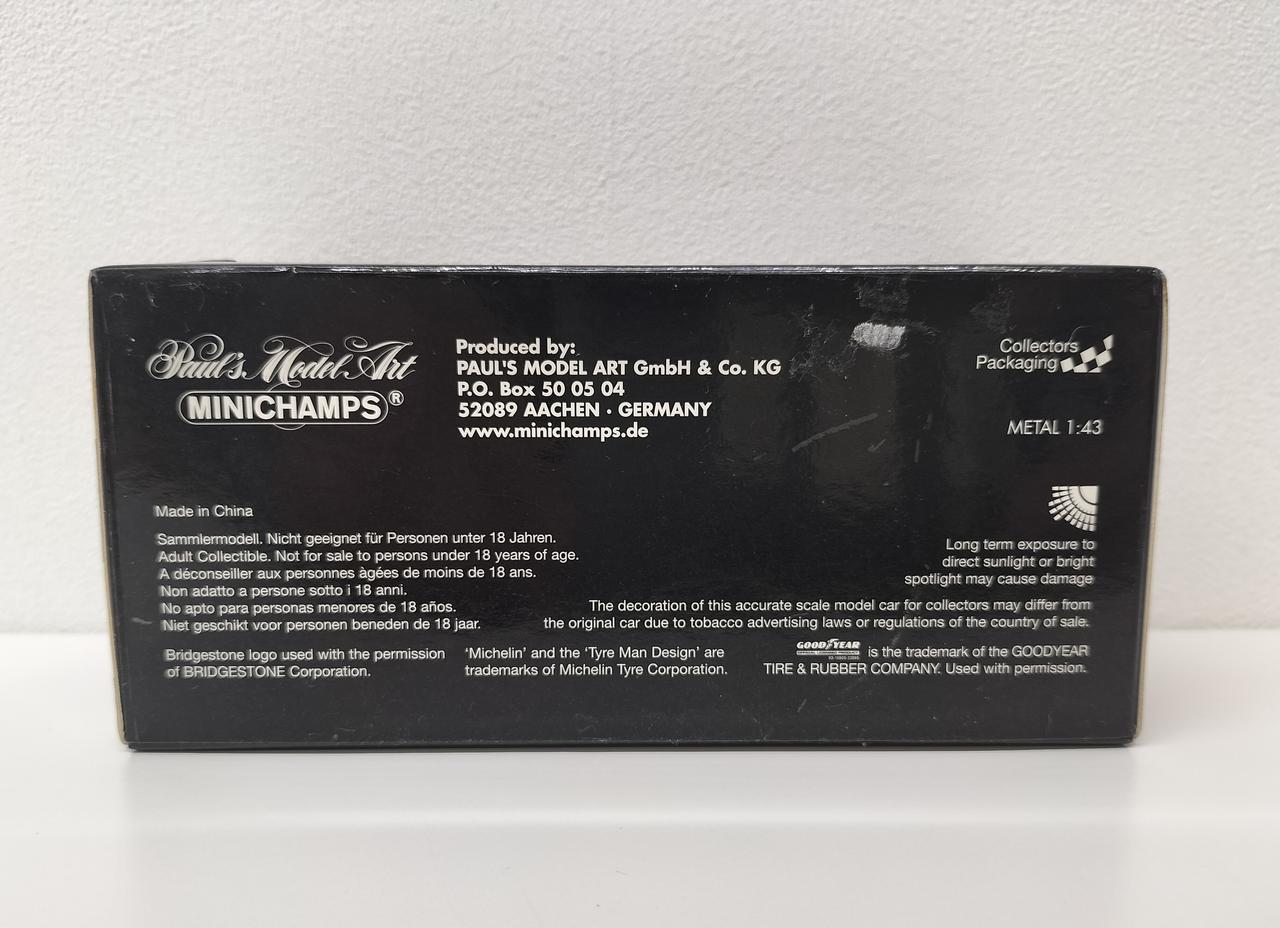 Paul's Model Art
MINICHAMPS®
Produced by:
PAUL'S MODEL ART GmbH & Co. KG
P.O. Box 50 05 04
52089 AACHEN · GERMANY
www.minichamps.de
Collectors
Packaging
METAL 1:43
Made in China
Sammlermodell. Nicht geeignet für Personen unter 18 Jahren.
Adult Collectible. Not for sale to persons under 18 years of age.
A déconseiller aux personnes àgées de moins de 18 ans.
Non adatto a persone sotto i 18 anni.
No apto para personas menores de 18 años.
Niet geschikt voor personen beneden de 18 jaar.
Long term exposure to
direct sunlight or bright
spotlight may cause damage
The decoration of this accurate scale model car for collectors may differ from
the original car due to tobacco advertising laws or regulations of the country of sale.
Bridgestone logo used with the permission
of BRIDGESTONE Corporation.
'Michelin' and the 'Tyre Man Design' are
trademarks of Michelin Tyre Corporation.
GOODYEAR is the trademark of the GOODYEAR
TIRE & RUBBER COMPANY. Used with permission.